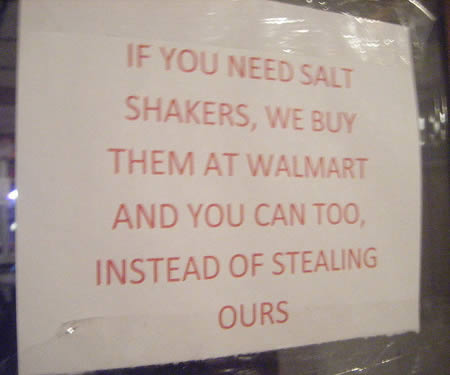 IF YOU NEED SALT
SHAKERS, WE BUY
THEM AT WALMART
AND YOU CAN TOO,
INSTEAD OF STEALING
OURS